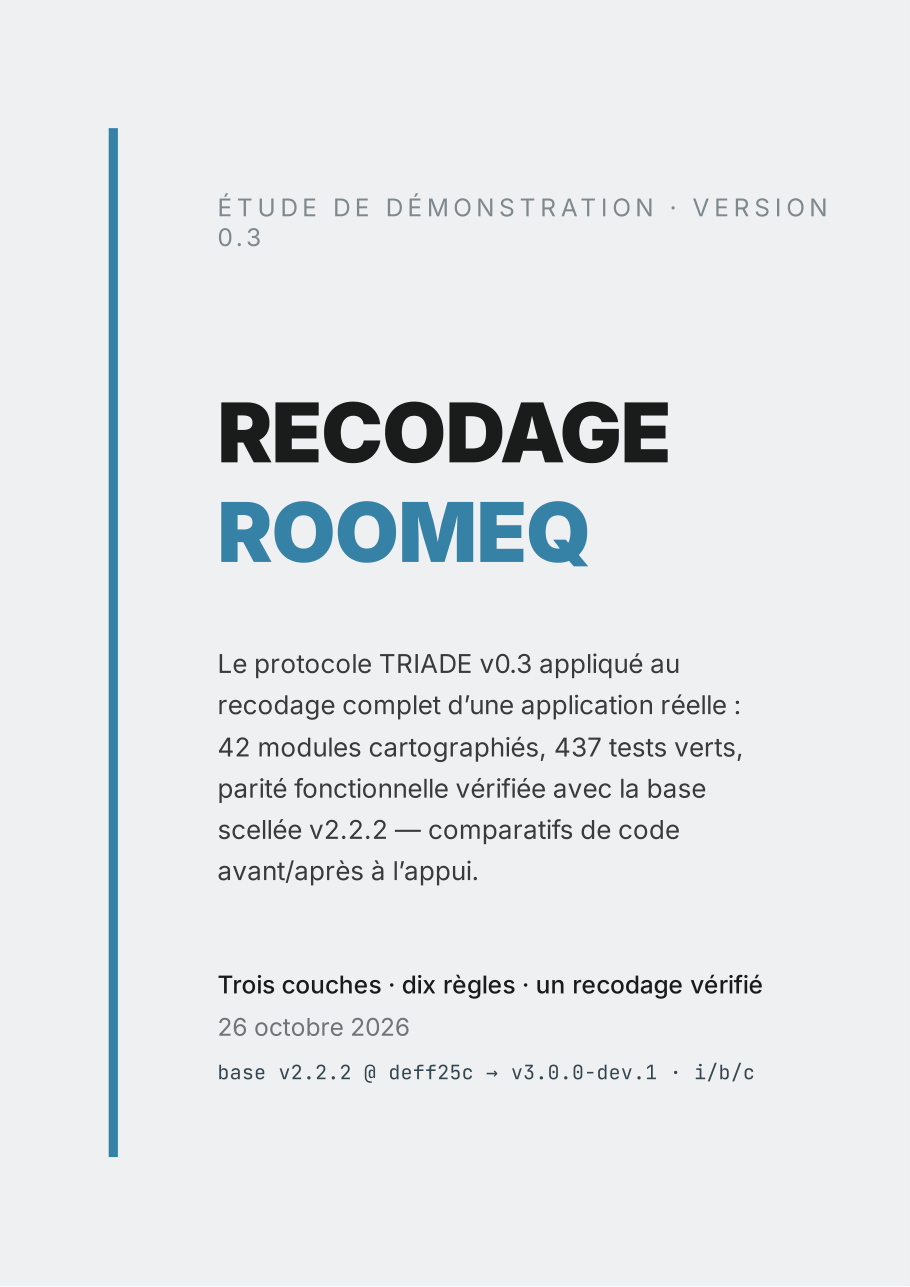 ÉTUDE DE DÉMONSTRATION · VERSION
0.3
RECODAGE
ROOMEQ
Le protocole TRIADE v0.3 appliqué au
recodage complet d’une application réelle :
42 modules cartographiés, 437 tests verts,
parité fonctionnelle vérifiée avec la base
scellée v2.2.2 — comparatifs de code
avant/après à l’appui.
Trois couches · dix règles · un recodage vérifié
26 octobre 2026
base v2.2.2 @ deff25c → v3.0.0-dev.1 · i/b/c